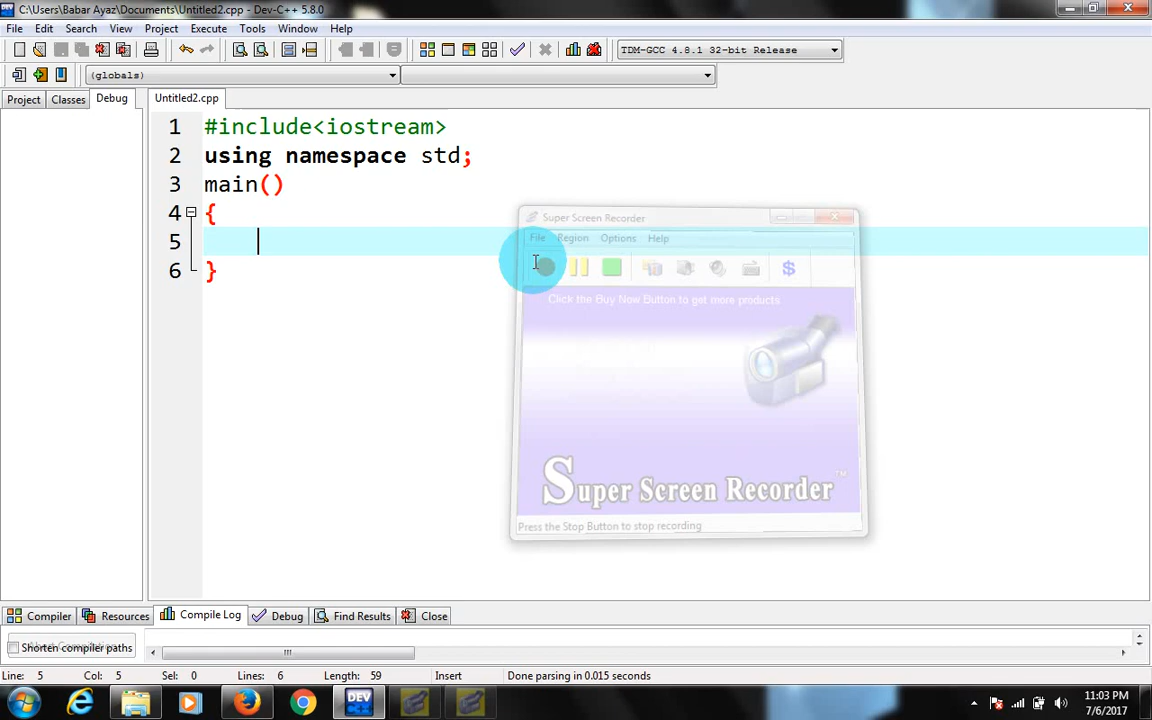 C:\Users\Babar Ayaz\Documents\Untitled2.cpp - Dev-C++ 5.8.0
File Edit Search View Project Execute Tools Window Help
TDM-GCC 4.8.1 32-bit Release
(globals)
Project Classes Debug Untitled2.cpp
1 #include<iostream>
2 using namespace std;
3 main()
4 {
5
6 }
Super Screen Recorder
File Region Options Help
$
Click the Buy Now Button to get more products
Super Screen Recorder™
Press the Stop Button to stop recording
Compiler Resources Compile Log Debug Find Results Close
Shorten compiler paths
Line: 5 Col: 5 Sel: 0 Lines: 6 Length: 59 Insert Done parsing in 0.015 seconds
DEV
11:03 PM
7/6/2017